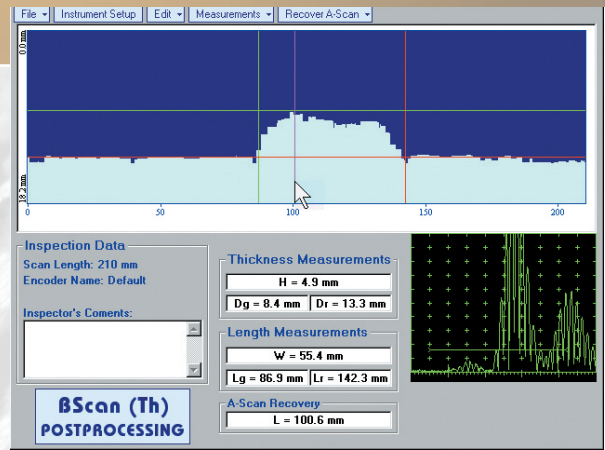 File Instrument Setup Edit Measurements Recover A-Scan
0.0 mm
18.2 mm
0 50 100 150 200
Inspection Data
Scan Length: 210 mm
Encoder Name: Default
Inspector's Coments:
Thickness Measurements
H = 4.9 mm
Dg = 8.4 mm Dr = 13.3 mm
Length Measurements
W = 55.4 mm
Lg = 86.9 mm Lr = 142.3 mm
A-Scan Recovery
L = 100.6 mm
ßScan (Th)
POSTPROCESSING